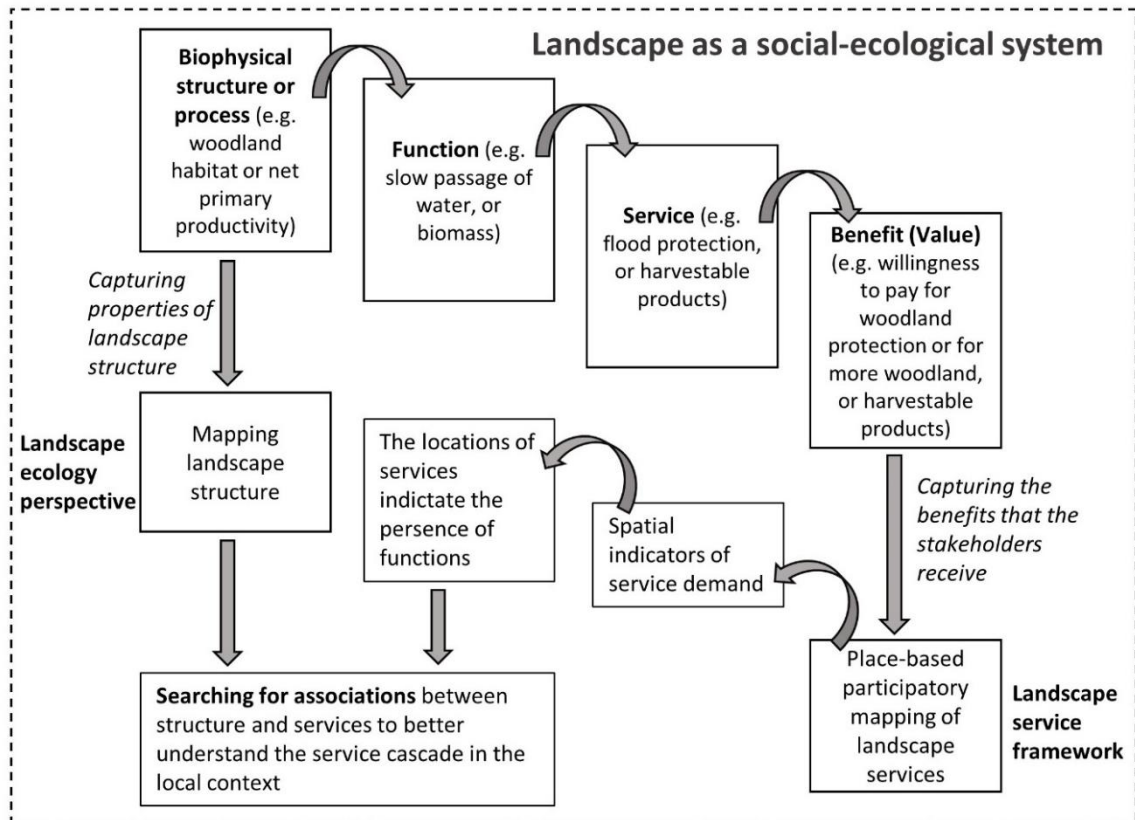 Landscape as a social-ecological system
Biophysical
structure or
process (e.g.
woodland
habitat or net
primary
productivity)
Function (e.g.
slow passage of
water, or
biomass)
Service (e.g.
flood protection,
or harvestable
products)
Benefit (Value)
(e.g. willingness
to pay for
woodland
protection or for
more woodland,
or harvestable
products)
Capturing
properties of
landscape
structure
Landscape
ecology
perspective
Mapping
landscape
structure
The locations of
services
indictate the
persence of
functions
Spatial
indicators of
service demand
Capturing the
benefits that the
stakeholders
receive
Place-based
participatory
mapping of
landscape
services
Landscape
service
framework
Searching for associations between
structure and services to better
understand the service cascade in the
local context